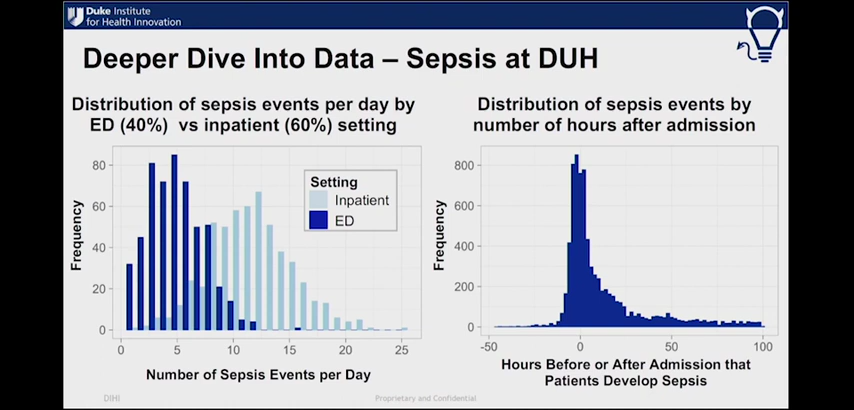 Duke Institute
for Health Innovation
Deeper Dive Into Data – Sepsis at DUH
Distribution of sepsis events per day by
ED (40%) vs inpatient (60%) setting
Frequency
80
60
40
20
0
Setting
Inpatient
ED
0 5 10 15 20 25
Number of Sepsis Events per Day
Distribution of sepsis events by
number of hours after admission
Frequency
800
600
400
200
0
-50 0 50 100
Hours Before or After Admission that
Patients Develop Sepsis
DIHI
Proprietary and Confidential